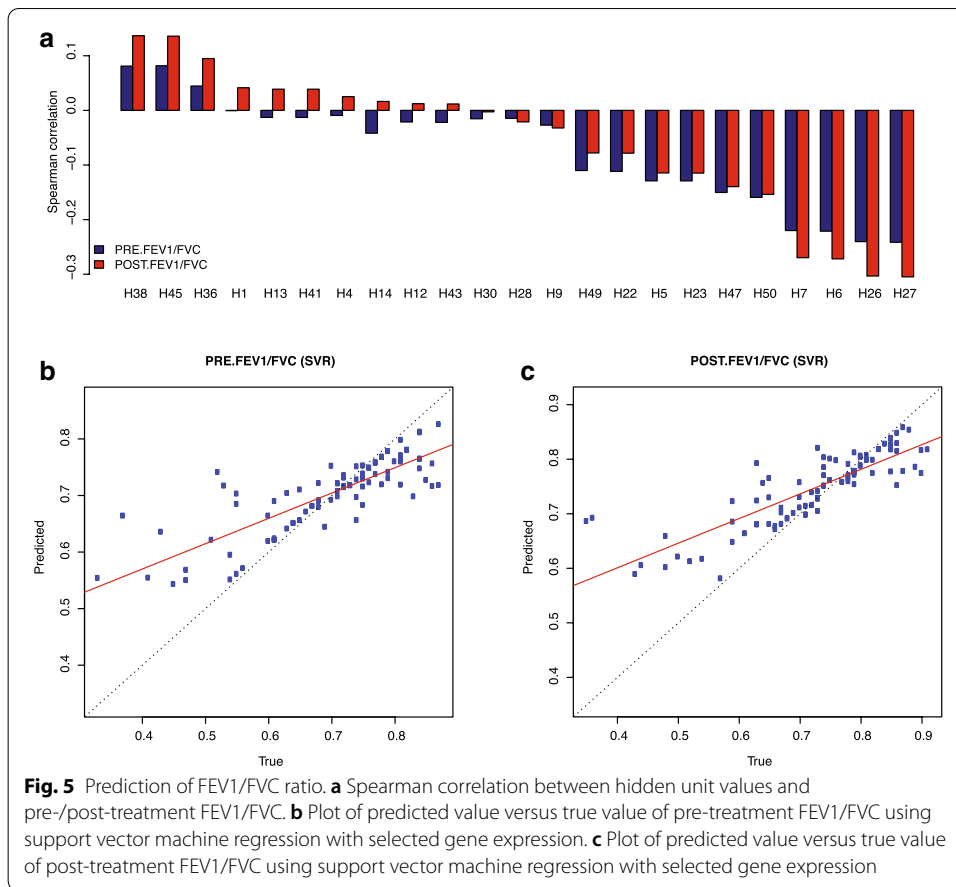 a
Spearman correlation
0.1
0.0
−0.1
−0.2
−0.3
PRE.FEV1/FVC
POST.FEV1/FVC
H38 H45 H36 H1 H13 H41 H4 H14 H12 H43 H30 H28 H9 H49 H22 H5 H23 H47 H50 H7 H6 H26 H27
b
PRE.FEV1/FVC (SVR)
Predicted
0.8
0.7
0.6
0.5
0.4
0.4 0.5 0.6 0.7 0.8
True
c
POST.FEV1/FVC (SVR)
Predicted
0.9
0.8
0.7
0.6
0.5
0.4
0.4 0.5 0.6 0.7 0.8 0.9
True
Fig. 5 Prediction of FEV1/FVC ratio. a Spearman correlation between hidden unit values and
pre-/post-treatment FEV1/FVC. b Plot of predicted value versus true value of pre-treatment FEV1/FVC using
support vector machine regression with selected gene expression. c Plot of predicted value versus true value
of post-treatment FEV1/FVC using support vector machine regression with selected gene expression